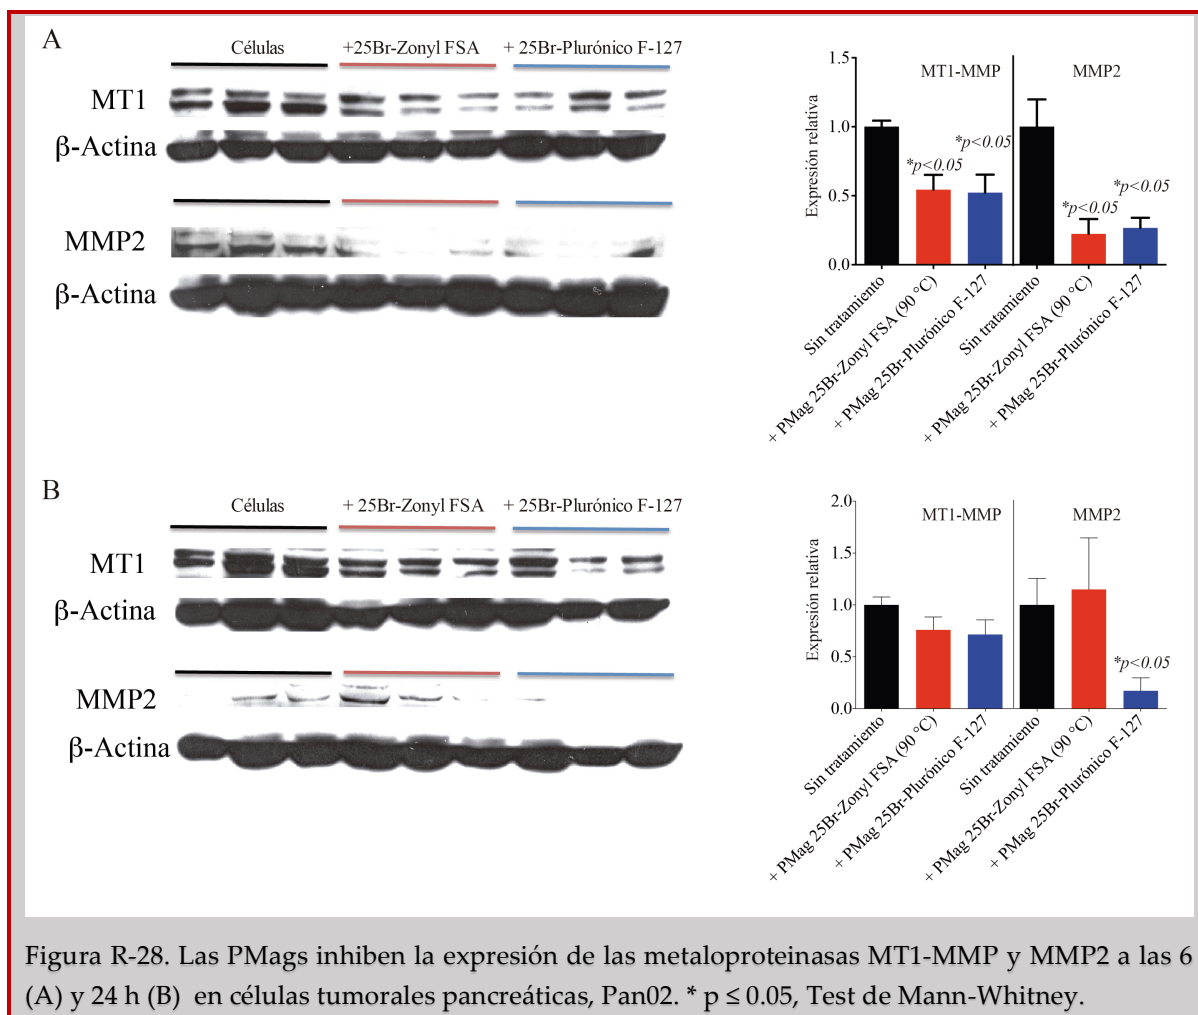 A
Células
+25Br-Zonyl FSA
+ 25Br-Plurónico F-127
MT1
β-Actina
MMP2
β-Actina
1.5
1.0
0.5
0.0
Expresión relativa
MT1-MMP
MMP2
*p<0.05
*p<0.05
*p<0.05
*p<0.05
Sin tratamiento
+ PMag 25Br-Zonyl FSA (90 °C)
+ PMag 25Br-Plurónico F-127
Sin tratamiento
+ PMag 25Br-Zonyl FSA (90 °C)
+ PMag 25Br-Plurónico F-127
B
Células
+ 25Br-Zonyl FSA
+ 25Br-Plurónico F-127
MT1
β-Actina
MMP2
β-Actina
2.0
1.5
1.0
0.5
0.0
Expresión relativa
MT1-MMP
MMP2
*p<0.05
Sin tratamiento
+ PMag 25Br-Zonyl FSA (90 °C)
+ PMag 25Br-Plurónico F-127
Sin tratamiento
+ PMag 25Br-Zonyl FSA (90 °C)
+ PMag 25Br-Plurónico F-127
Figura R-28. Las PMags inhiben la expresión de las metaloproteinasas MT1-MMP y MMP2 a las 6
(A) y 24 h (B) en células tumorales pancreáticas, Pan02. * p ≤ 0.05, Test de Mann-Whitney.